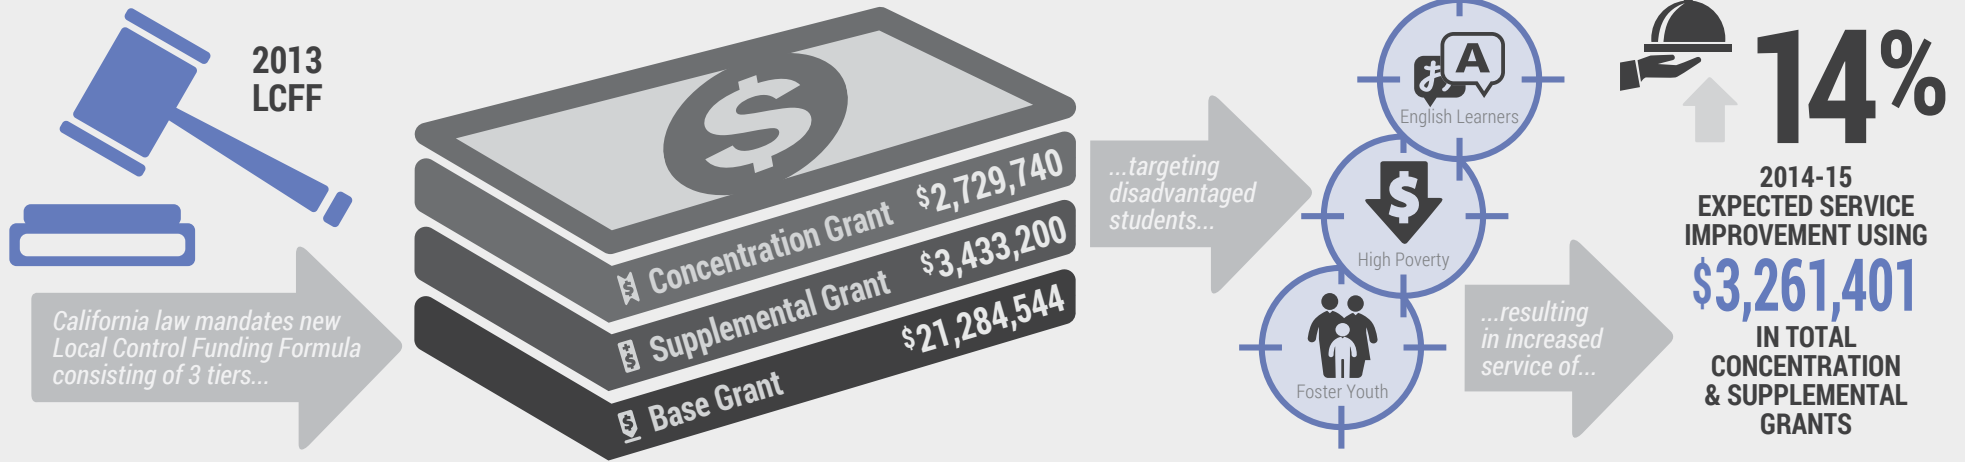 2013
LCFF
California law mandates new
Local Control Funding Formula
consisting of 3 tiers...
$
Concentration Grant $2,729,740
Supplemental Grant $3,433,200
Base Grant $21,284,544
...targeting
disadvantaged
students...
あ A
English Learners
$
High Poverty
Foster Youth
...resulting
in increased
service of...
14%
2014-15
EXPECTED SERVICE
IMPROVEMENT USING
$3,261,401
IN TOTAL
CONCENTRATION
& SUPPLEMENTAL
GRANTS